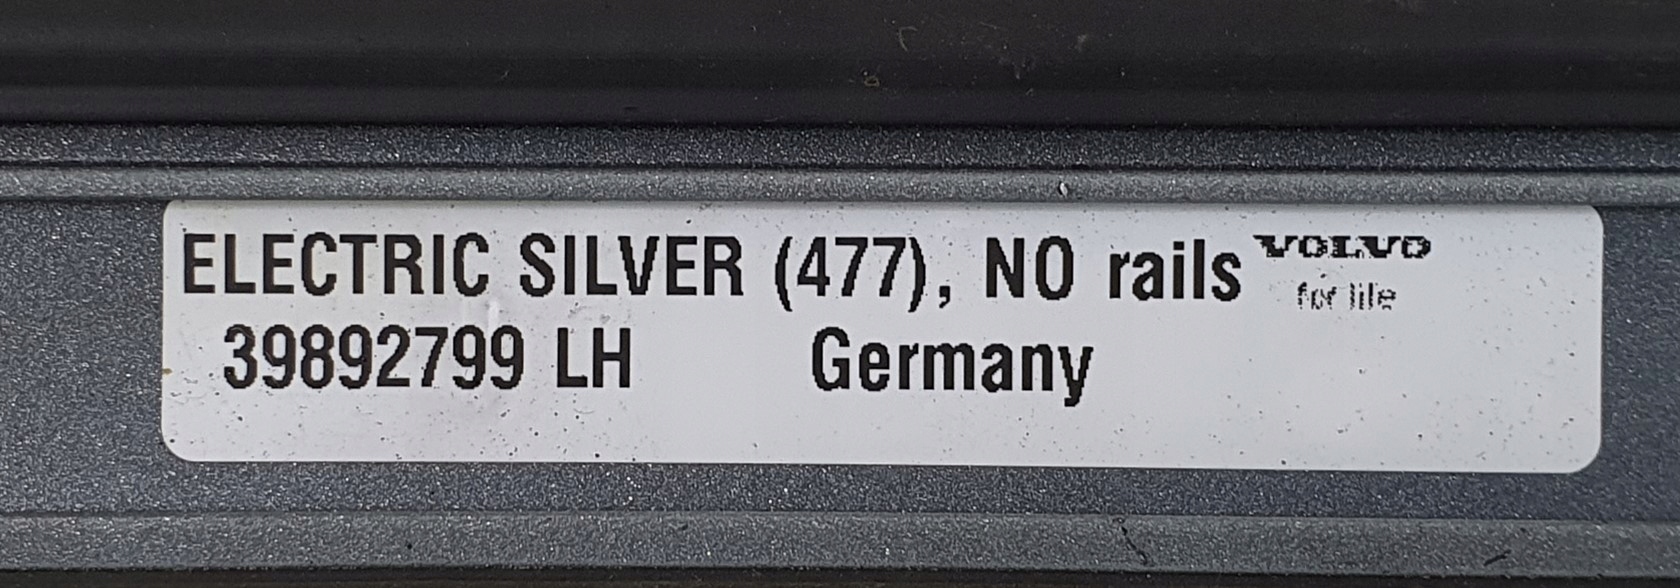 ELECTRIC SILVER (477), NO rails VOLVO
for life
39892799 LH Germany